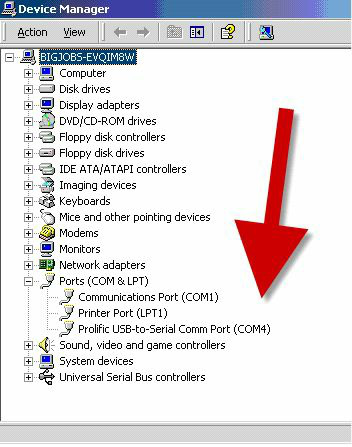 Device Manager
Action View
BIGJOBS-EVQIM8W
Computer
Disk drives
Display adapters
DVD/CD-ROM drives
Floppy disk controllers
Floppy disk drives
IDE ATA/ATAPI controllers
Imaging devices
Keyboards
Mice and other pointing devices
Modems
Monitors
Network adapters
Ports (COM & LPT)
Communications Port (COM1)
Printer Port (LPT1)
Prolific USB-to-Serial Comm Port (COM4)
Sound, video and game controllers
System devices
Universal Serial Bus controllers